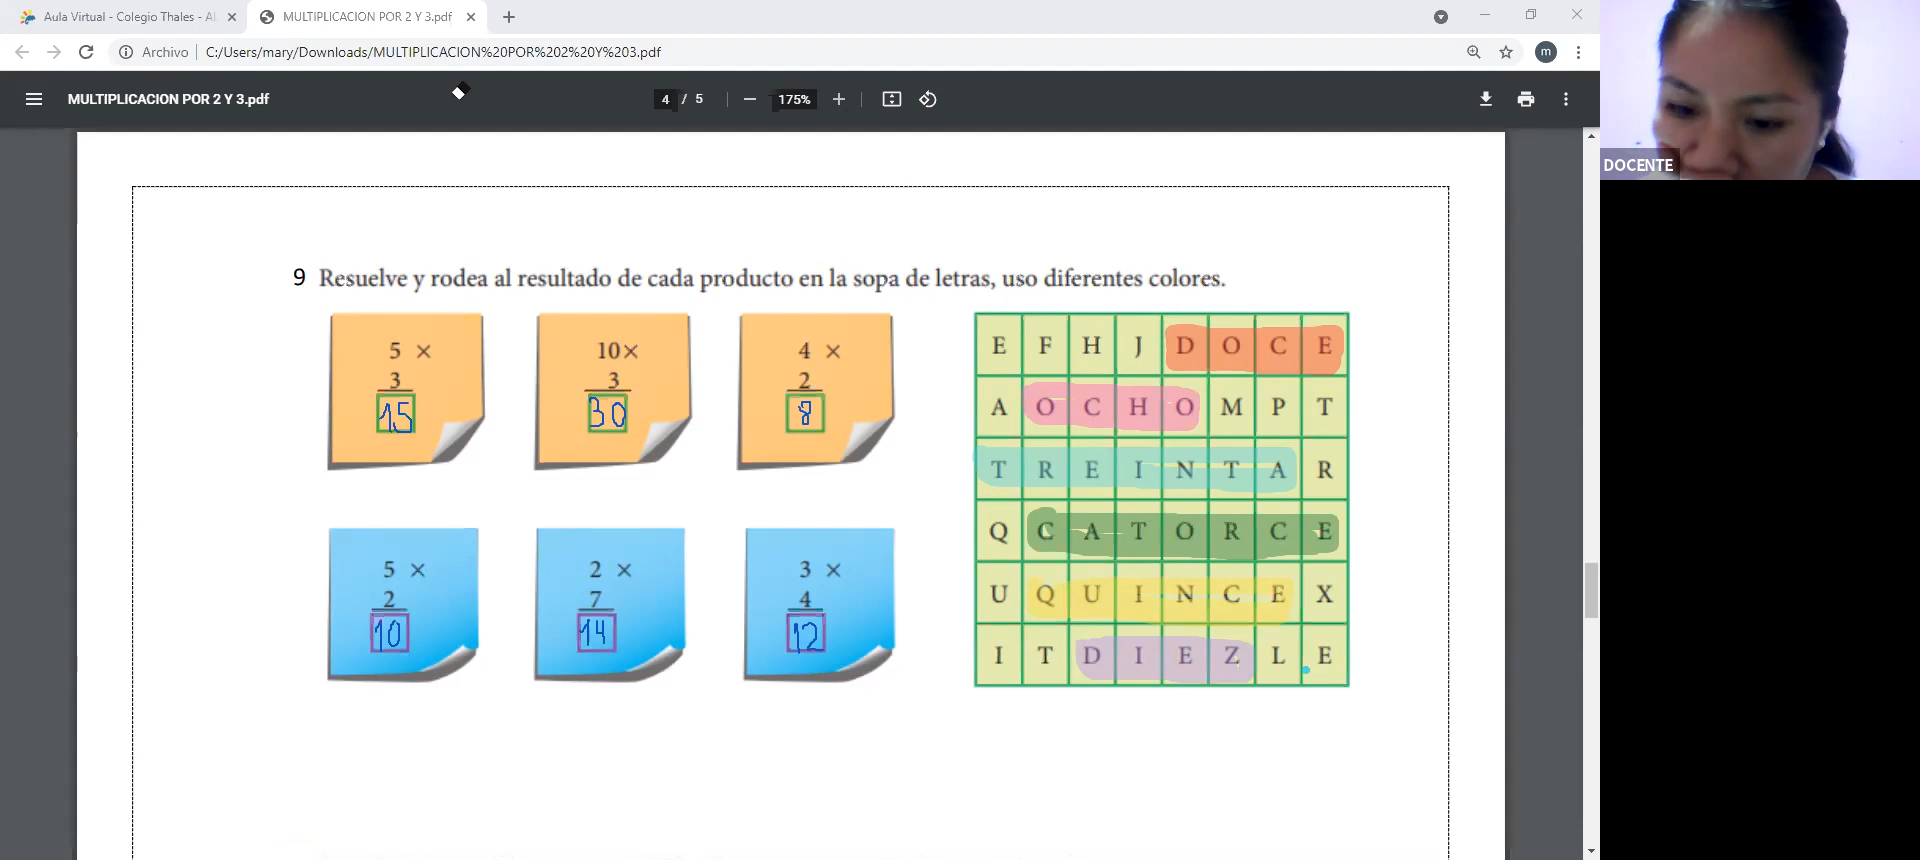 Aula Virtual - Colegio Thales - Al
MULTIPLICACION POR 2 Y 3.pdf
Archivo C:/Users/mary/Downloads/MULTIPLICACION%20POR%202%20Y%203.pdf
m
MULTIPLICACION POR 2 Y 3.pdf
4 / 5
175%
DOCENTE
9 Resuelve y rodea al resultado de cada producto en la sopa de letras, uso diferentes colores.
5 ×
3
15
10×
3
30
4 ×
2
8
5 ×
2
10
2 ×
7
14
3 ×
4
12
E F H J D O C E
A O C H O M P T
T R E I N T A R
Q C A T O R C E
U Q U I N C E X
I T D I E Z L E